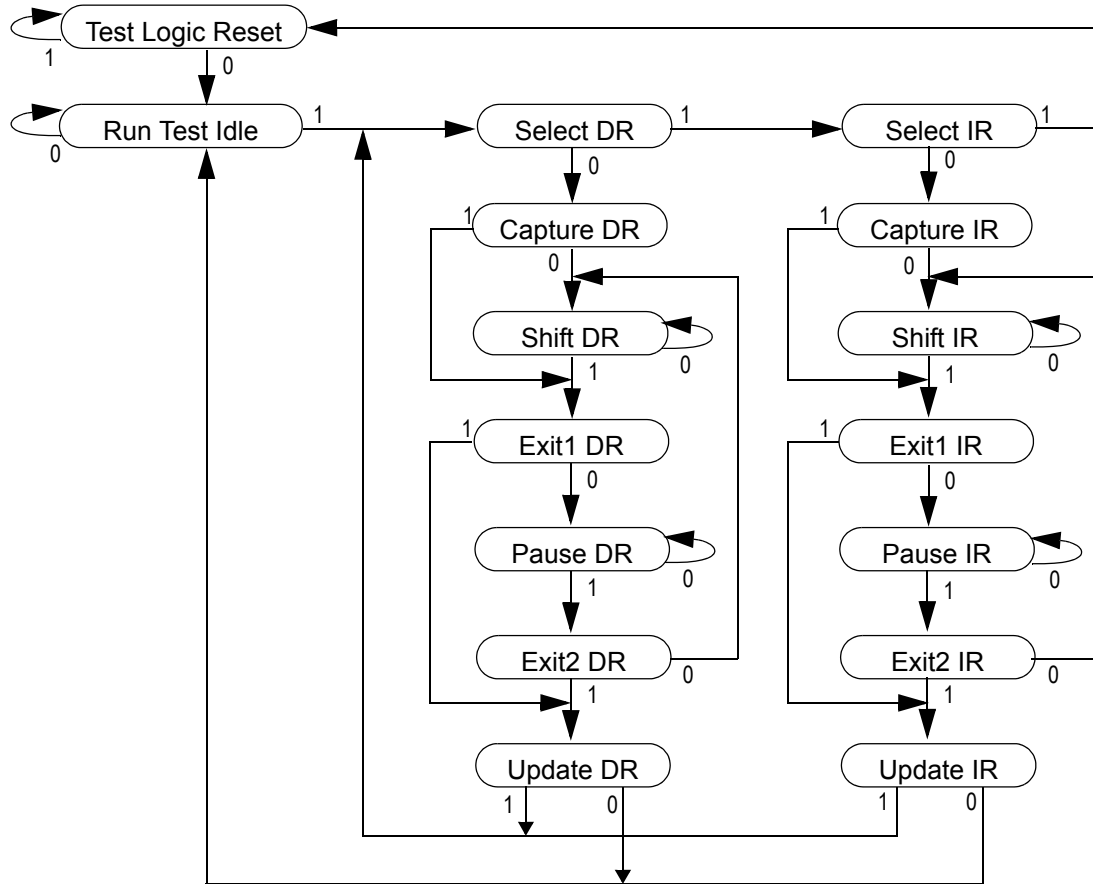 Test Logic Reset
1
0
Run Test Idle
1
Select DR
1
Select IR
1
0
0
0
1
Capture DR
1
Capture IR
0
0
Shift DR
0
Shift IR
0
1
1
1
Exit1 DR
1
Exit1 IR
0
0
Pause DR
0
Pause IR
0
1
1
Exit2 DR
0
Exit2 IR
0
1
1
Update DR
Update IR
1
0
1
0